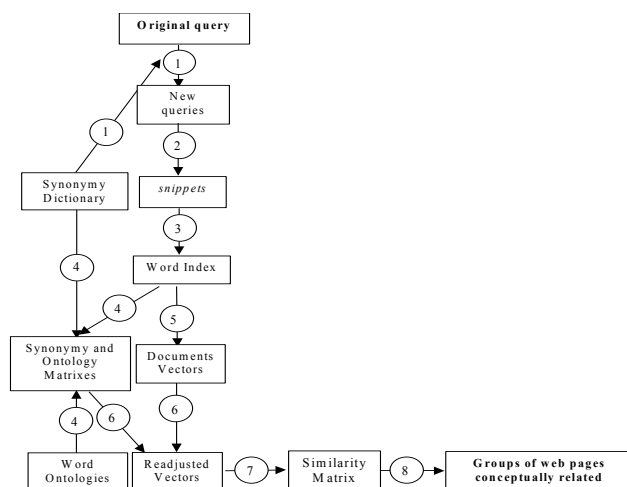 Original query
1
New
queries
1
2
Synonymy
Dictionary
snippets
3
4
Word Index
4
5
Synonymy and
Ontology
Matrixes
Documents
Vectors
4
6
6
Word
Ontologies
Readjusted
Vectors
7
Similarity
Matrix
8
Groups of web pages
conceptually related